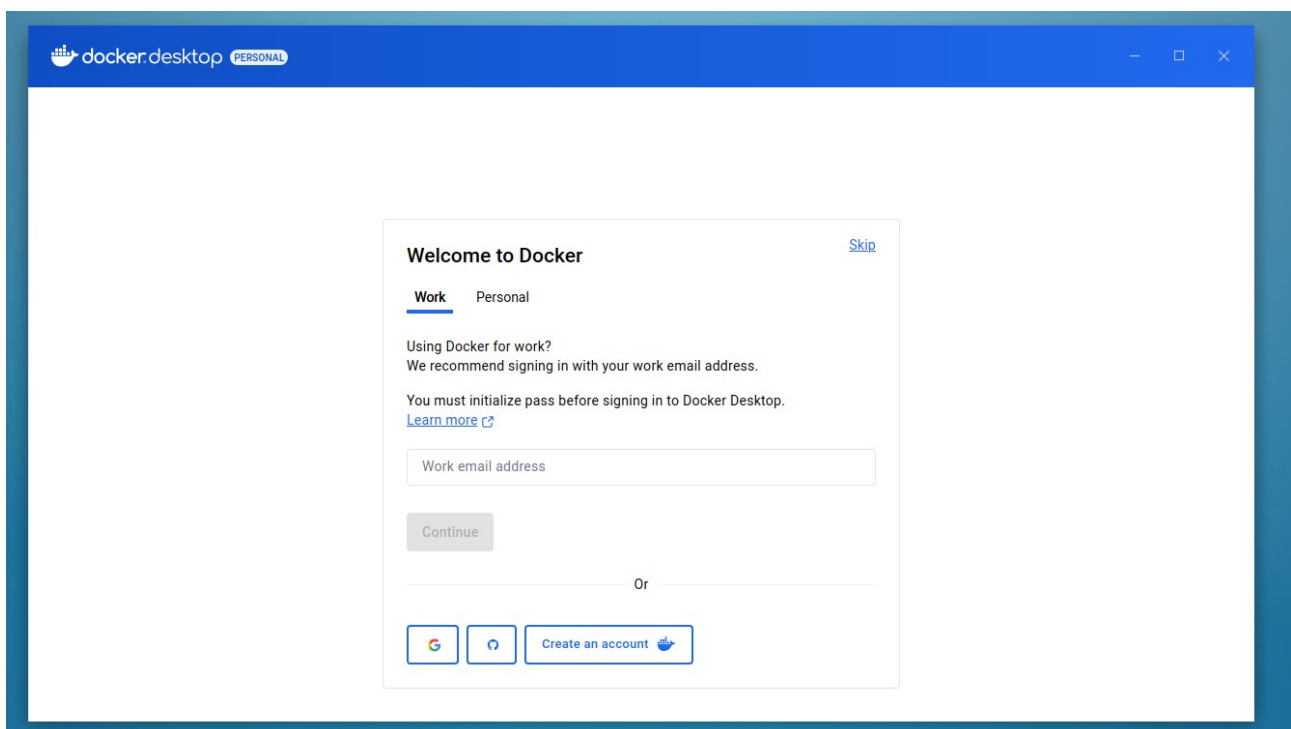 docker.desktop PERSONAL
Welcome to Docker
Skip
Work Personal
Using Docker for work?
We recommend signing in with your work email address.
You must initialize pass before signing in to Docker Desktop.
Learn more
Work email address
Continue
Or
G
Create an account